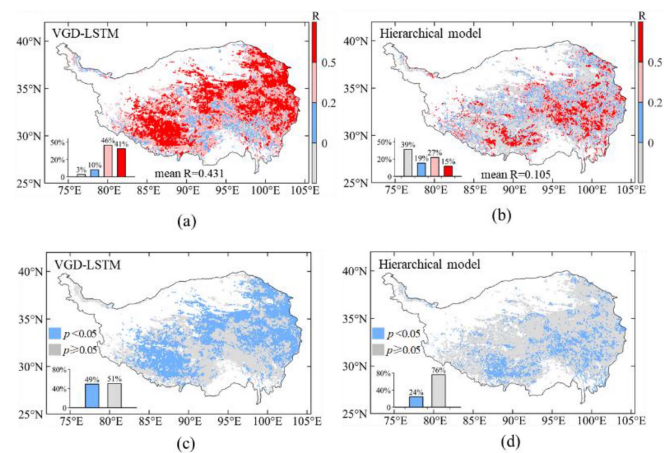 VGD-LSTM
Hierarchical model
R
R
40°N
35°N
30°N
25°N
0.5
0.2
0
50%
20%
0
3%
10%
46%
41%
mean R=0.431
75°E 80°E 85°E 90°E 95°E 100°E 105°E
(a)
40°N
35°N
30°N
25°N
0.5
0.2
0
50%
20%
0
39%
19%
27%
15%
mean R=0.105
75°E 80°E 85°E 90°E 95°E 100°E 105°E
(b)
VGD-LSTM
40°N
35°N
30°N
25°N
p<0.05
p≥0.05
80%
40%
0
49%
51%
75°E 80°E 85°E 90°E 95°E 100°E 105°E
(c)
Hierarchical model
40°N
35°N
30°N
25°N
p<0.05
p≥0.05
80%
40%
0
24%
76%
75°E 80°E 85°E 90°E 95°E 100°E 105°E
(d)